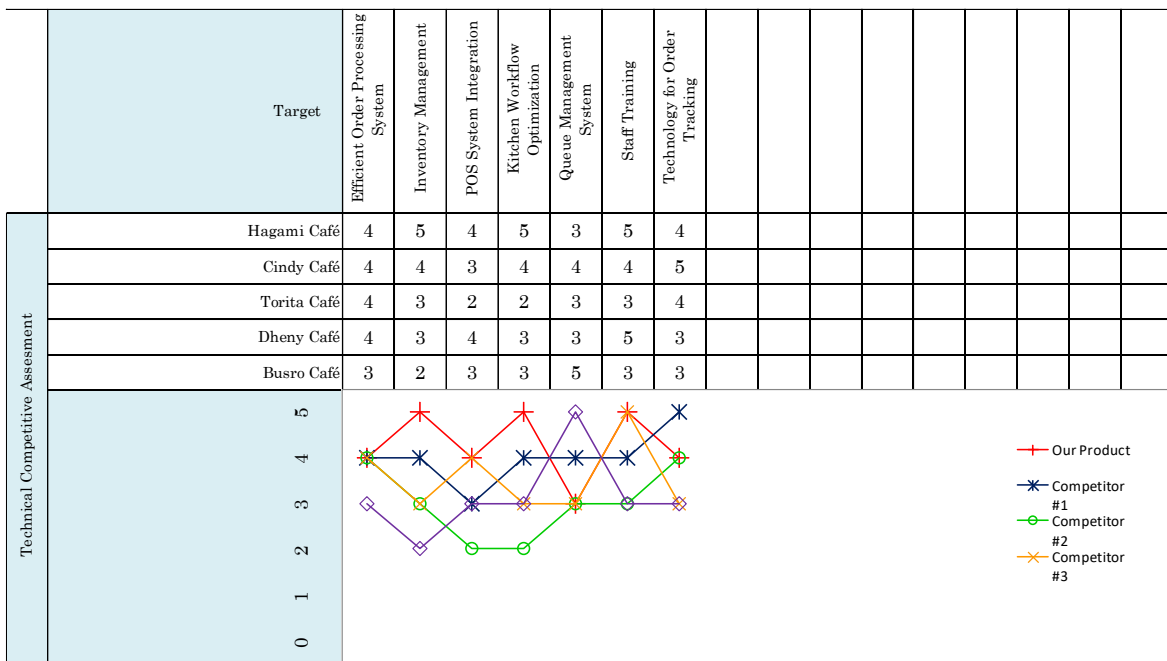 Target
Efficient Order Processing
System
Inventory Management
POS System Integration
Kitchen Workflow
Optimization
Queue Management
System
Staff Training
Technology for Order
Tracking
Technical Competitive Assesment
Hagami Café 4 5 4 5 3 5 4
Cindy Café 4 4 3 4 4 4 5
Torita Café 4 3 2 2 3 3 4
Dheny Café 4 3 4 3 3 5 3
Busro Café 3 2 3 3 5 3 3
5
4
3
2
1
0
Our Product
Competitor
#1
Competitor
#2
Competitor
#3